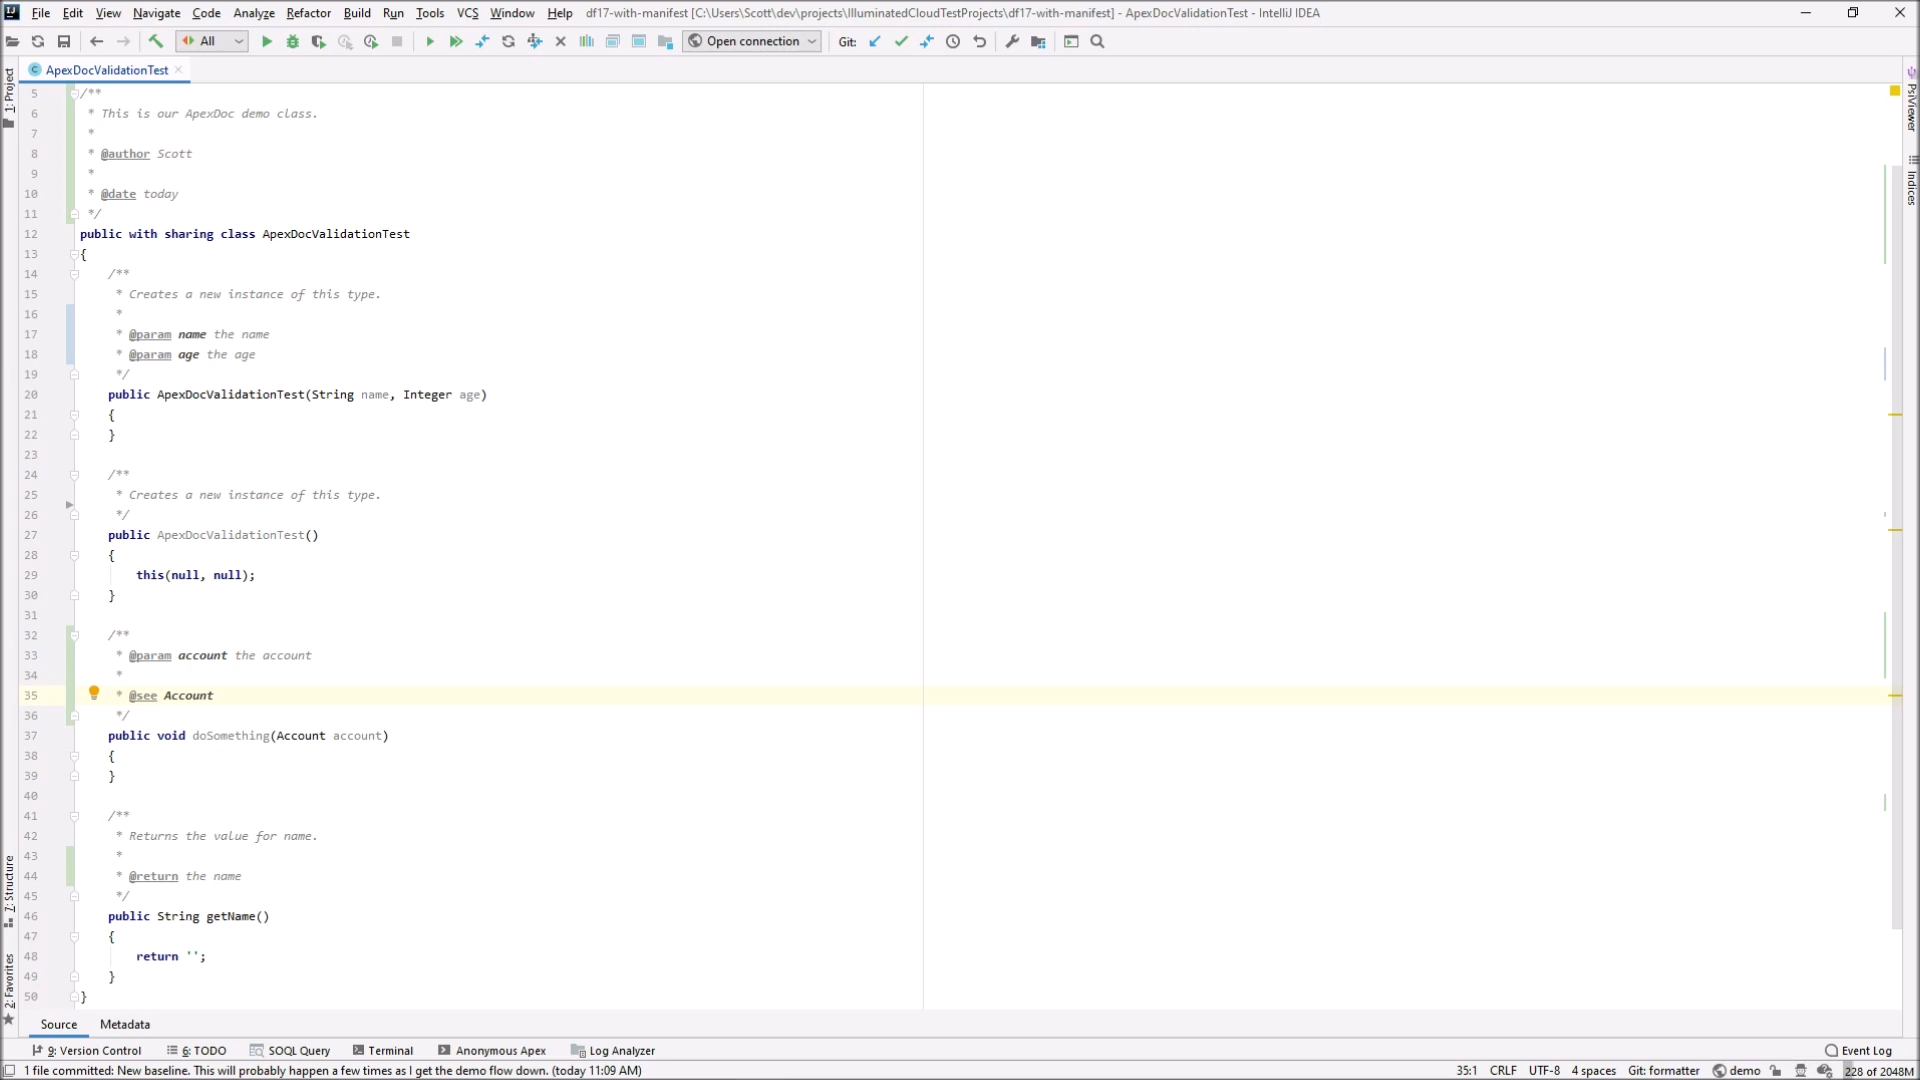 File Edit View Navigate Code Analyze Refactor Build Run Tools VCS Window Help df17-with-manifest [C:\Users\Scott\dev\projects\IlluminatedCloudTestProjects\df17-with-manifest] - ApexDocValidationTest - IntelliJ IDEA
All Open connection Git:
ApexDocValidationTest
1: Project
7: Structure
2: Favorites
PsiViewer
Indices
5 /**
6 * This is our ApexDoc demo class.
7 *
8 * @author Scott
9 *
10 * @date today
11 */
12 public with sharing class ApexDocValidationTest
13 {
14 /**
15 * Creates a new instance of this type.
16 *
17 * @param name the name
18 * @param age the age
19 */
20 public ApexDocValidationTest(String name, Integer age)
21 {
22 }
23
24 /**
25 * Creates a new instance of this type.
26 */
27 public ApexDocValidationTest()
28 {
29 this(null, null);
30 }
31
32 /**
33 * @param account the account
34 *
35 * @see Account
36 */
37 public void doSomething(Account account)
38 {
39 }
40
41 /**
42 * Returns the value for name.
43 *
44 * @return the name
45 */
46 public String getName()
47 {
48 return '';
49 }
50 }
Source Metadata
9: Version Control 6: TODO SOQL Query Terminal Anonymous Apex Log Analyzer Event Log
1 file committed: New baseline. This will probably happen a few times as I get the demo flow down. (today 11:09 AM) 35:1 CRLF UTF-8 4 spaces Git: formatter demo 228 of 2048M